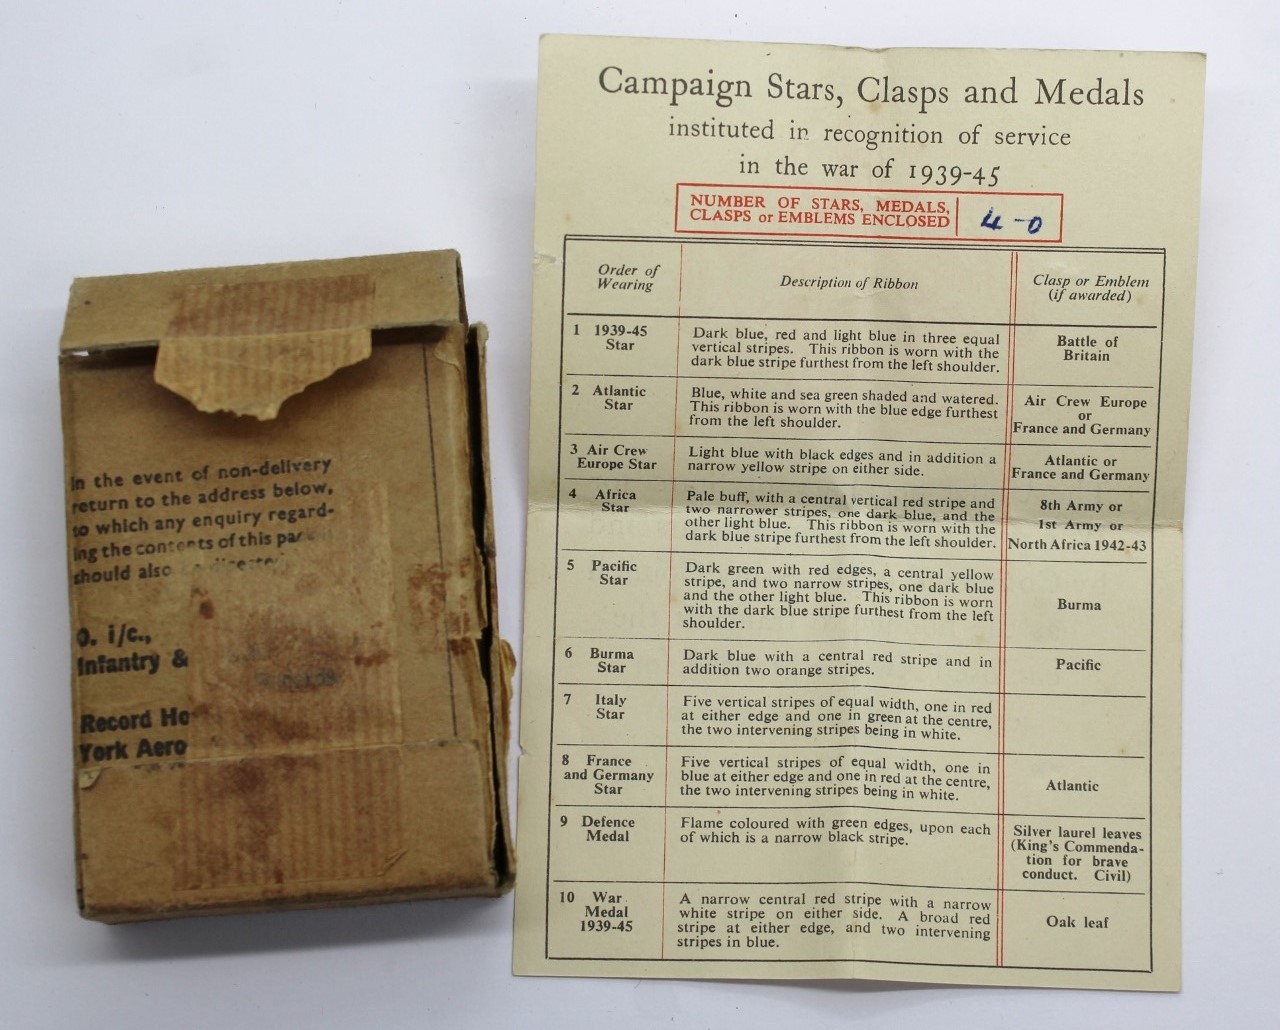 In the event of non-delivery
return to the address below,
to which any enquiry regard-
ing the contents of this
should also
O. i/c.,
Infantry &
Record
York
Campaign Stars, Clasps and Medals
instituted in recognition of service
in the war of 1939-45
NUMBER OF STARS, MEDALS,
CLASPS or EMBLEMS ENCLOSED
4-0
Order of
Wearing
Description of Ribbon
Clasp or Emblem
(if awarded)
1 1939-45
Star
Dark blue, red and light blue in three equal
vertical stripes. This ribbon is worn with the
dark blue stripe furthest from the left shoulder.
Battle of
Britain
2 Atlantic
Star
Blue, white and sea green shaded and watered.
This ribbon is worn with the blue edge furthest
from the left shoulder.
Air Crew Europe
or
France and Germany
3 Air Crew
Europe Star
Light blue with black edges and in addition a
narrow yellow stripe on either side.
Atlantic or
France and Germany
4 Africa
Star
Pale buff, with a central vertical red stripe and
two narrower stripes, one dark blue, and the
other light blue. This ribbon is worn with the
dark blue stripe furthest from the left shoulder.
8th Army or
1st Army or
North Africa 1942-43
5 Pacific
Star
Dark green with red edges, a central yellow
stripe, and two narrow stripes, one dark blue
and the other light blue. This ribbon is worn
with the dark blue stripe furthest from the left
shoulder.
Burma
6 Burma
Star
Dark blue with a central red stripe and in
addition two orange stripes.
Pacific
7 Italy
Star
Five vertical stripes of equal width, one in red
at either edge and one in green at the centre,
the two intervening stripes being in white.
8 France
and Germany
Star
Five vertical stripes of equal width, one in
blue at either edge and one in red at the centre,
the two intervening stripes being in white.
Atlantic
9 Defence
Medal
Flame coloured with green edges, upon each
of which is a narrow black stripe.
Silver laurel leaves
(King's Commenda-
tion for brave
conduct. Civil)
10 War
Medal
1939-45
A narrow central red stripe with a narrow
white stripe on either side. A broad red
stripe at either edge, and two intervening
stripes in blue.
Oak leaf